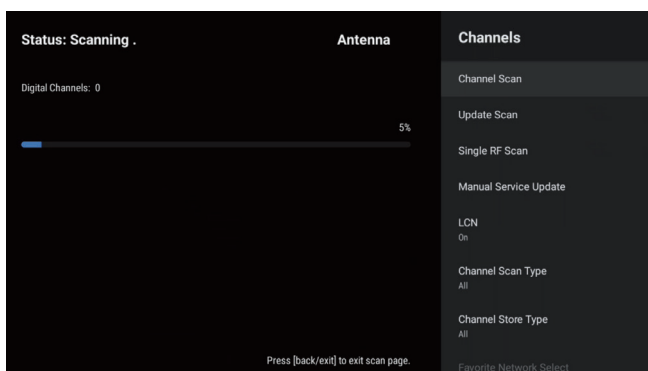 Status: Scanning .
Antenna
Digital Channels: 0
5%
Press [back/exit] to exit scan page.
Channels
Channel Scan
Update Scan
Single RF Scan
Manual Service Update
LCN
On
Channel Scan Type
All
Channel Store Type
All
Favorite Network Select